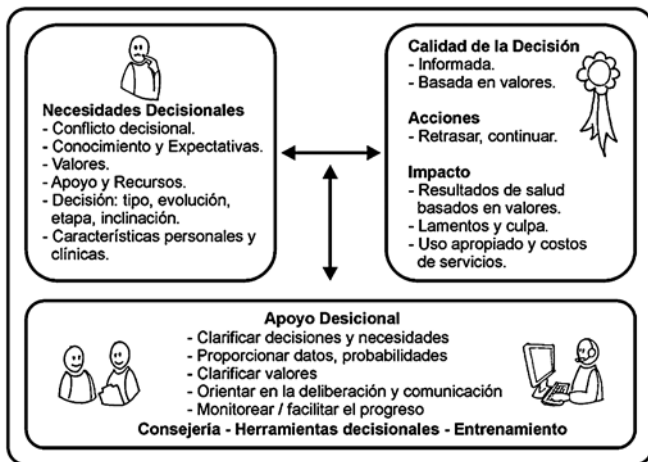 Necesidades Decisionales
- Conflicto decisional.
- Conocimiento y Expectativas.
- Valores.
- Apoyo y Recursos.
- Decisión: tipo, evolución,
etapa, inclinación.
- Características personales y
clínicas.
Calidad de la Decisión
- Informada.
- Basada en valores.
Acciones
- Retrasar, continuar.
Impacto
- Resultados de salud
basados en valores.
- Lamentos y culpa.
- Uso apropiado y costos
de servicios.
Apoyo Desicional
- Clarificar decisiones y necesidades
- Proporcionar datos, probabilidades
- Clarificar valores
- Orientar en la deliberación y comunicación
- Monitorear / facilitar el progreso
Consejería - Herramientas decisionales - Entrenamiento